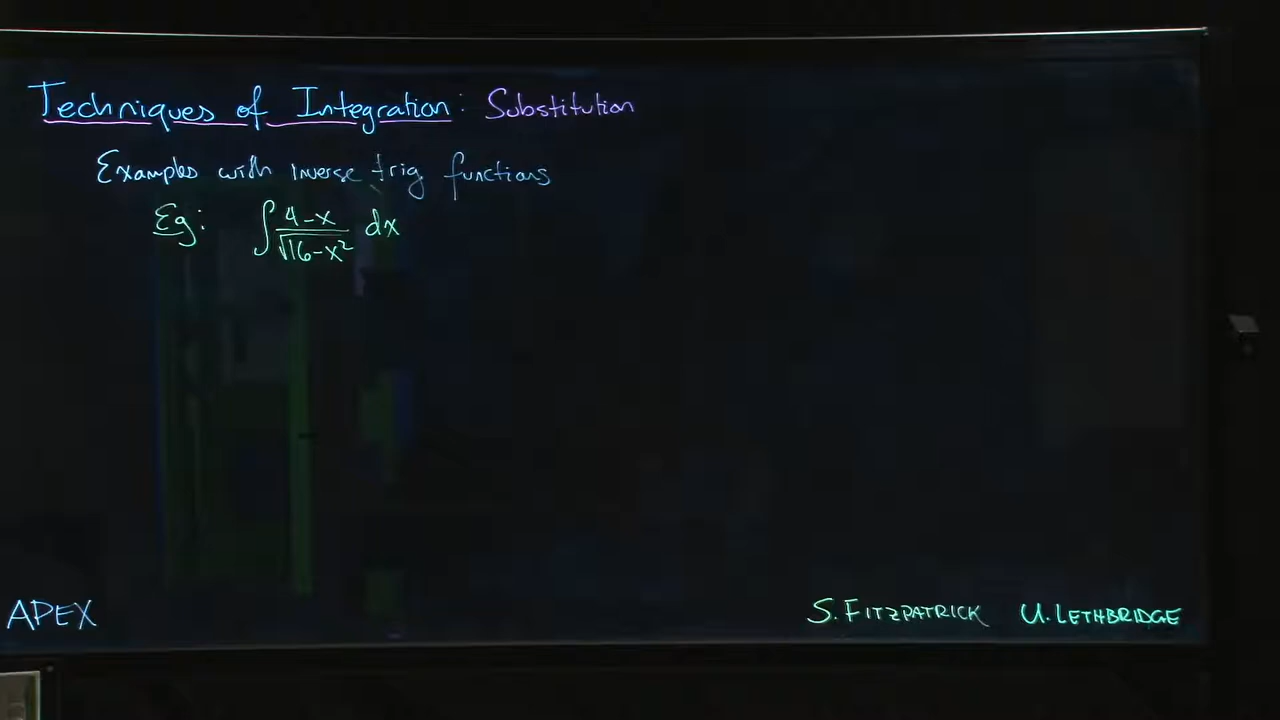 Techniques of Integration: Substitution
Examples with inverse trig functions
Eg: ∫ (4-x)/√(16-x²) dx
APEX
S. FITZPATRICK U. LETHBRIDGE